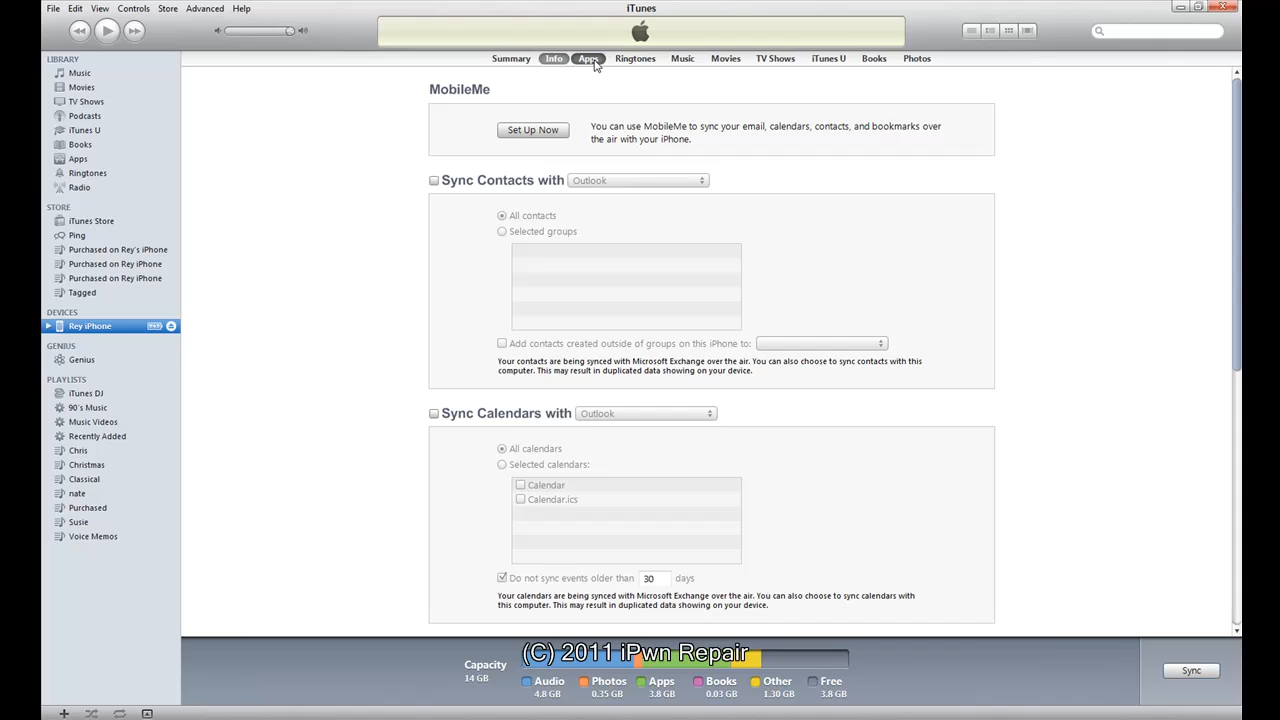 File Edit View Controls Store Advanced Help
iTunes
Summary Info Apps Ringtones Music Movies TV Shows iTunes U Books Photos
LIBRARY
Music
Movies
TV Shows
Podcasts
iTunes U
Books
Apps
Ringtones
Radio
STORE
iTunes Store
Ping
Purchased on Rey's iPhone
Purchased on Rey iPhone
Purchased on Rey iPhone
Tagged
DEVICES
Rey iPhone
GENIUS
Genius
PLAYLISTS
iTunes DJ
90's Music
Music Videos
Recently Added
Chris
Christmas
Classical
nate
Purchased
Susie
Voice Memos
MobileMe
Set Up Now
You can use MobileMe to sync your email, calendars, contacts, and bookmarks over
the air with your iPhone.
Sync Contacts with Outlook
All contacts
Selected groups
Add contacts created outside of groups on this iPhone to:
Your contacts are being synced with Microsoft Exchange over the air. You can also choose to sync contacts with this
computer. This may result in duplicated data showing on your device.
Sync Calendars with Outlook
All calendars
Selected calendars:
Calendar
Calendar.ics
Do not sync events older than 30 days
Your calendars are being synced with Microsoft Exchange over the air. You can also choose to sync calendars with
this computer. This may result in duplicated data showing on your device.
(C) 2011 iPwn Repair
Capacity
14 GB
Audio
4.8 GB
Photos
0.35 GB
Apps
3.8 GB
Books
0.03 GB
Other
1.30 GB
Free
3.8 GB
Sync